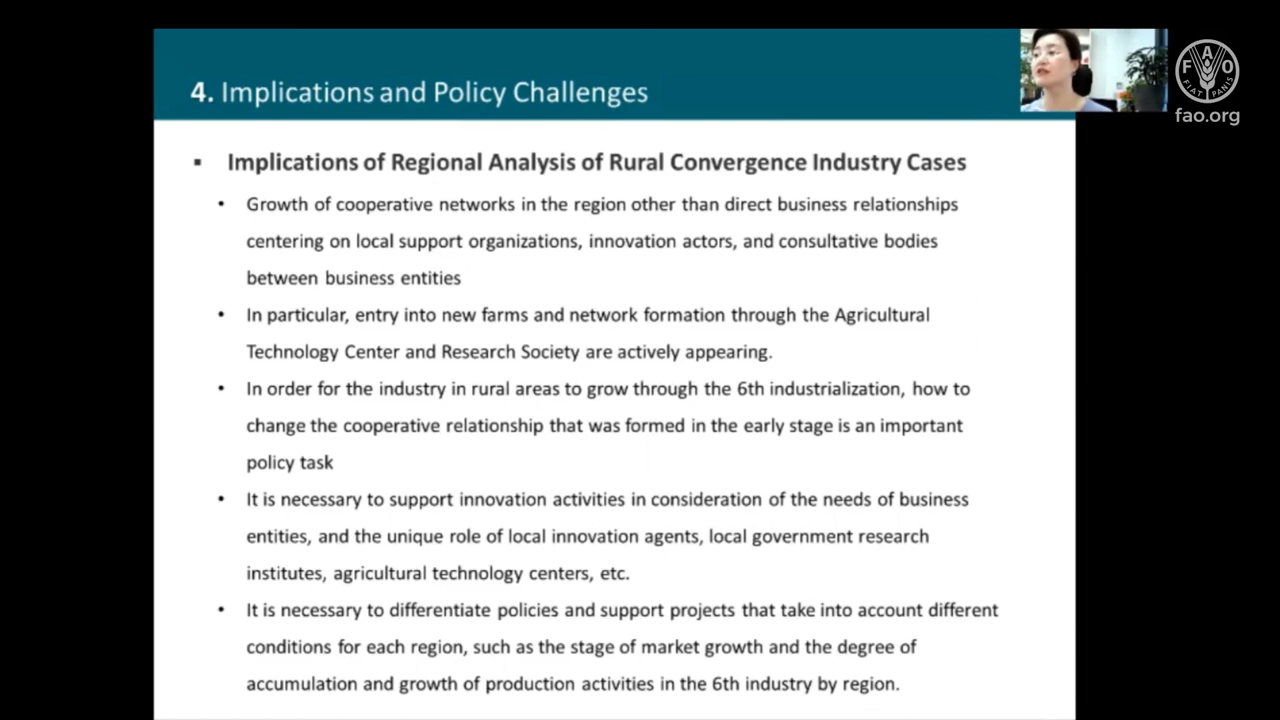 4. Implications and Policy Challenges
FAO
FIAT PANIS
fao.org
▪ Implications of Regional Analysis of Rural Convergence Industry Cases
• Growth of cooperative networks in the region other than direct business relationships
centering on local support organizations, innovation actors, and consultative bodies
between business entities
• In particular, entry into new farms and network formation through the Agricultural
Technology Center and Research Society are actively appearing.
• In order for the industry in rural areas to grow through the 6th industrialization, how to
change the cooperative relationship that was formed in the early stage is an important
policy task
• It is necessary to support innovation activities in consideration of the needs of business
entities, and the unique role of local innovation agents, local government research
institutes, agricultural technology centers, etc.
• It is necessary to differentiate policies and support projects that take into account different
conditions for each region, such as the stage of market growth and the degree of
accumulation and growth of production activities in the 6th industry by region.